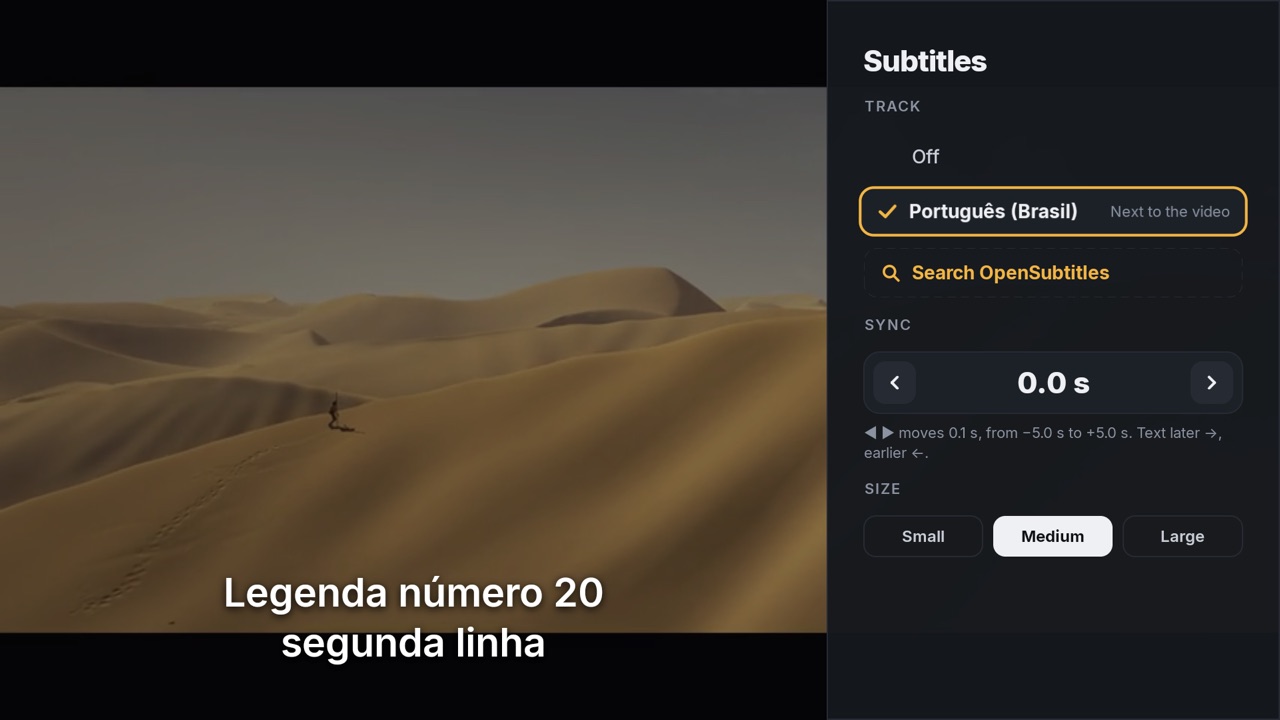 Subtitles
TRACK
Off
Português (Brasil) Next to the video
Search OpenSubtitles
SYNC
0.0 s
◀ ▶ moves 0.1 s, from −5.0 s to +5.0 s. Text later →,
earlier ←.
SIZE
Small Medium Large
Legenda número 20
segunda linha